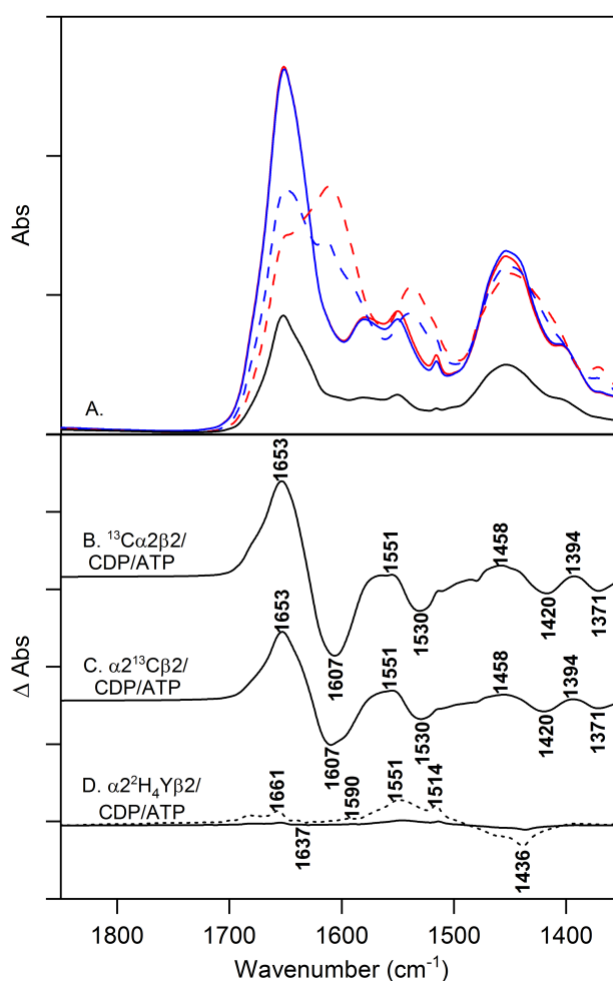 Abs
A.
1653
B. ¹³Cα2β2/
CDP/ATP
1551
1458
1394
1607
1530
1420
1371
1653
C. α2¹³Cβ2/
CDP/ATP
1551
1458
1394
1607
1530
1420
1371
Δ Abs
D. α2²H₄Yβ2/
CDP/ATP
1661
1590
1551
1514
1637
1436
1800 1700 1600 1500 1400
Wavenumber (cm⁻¹)